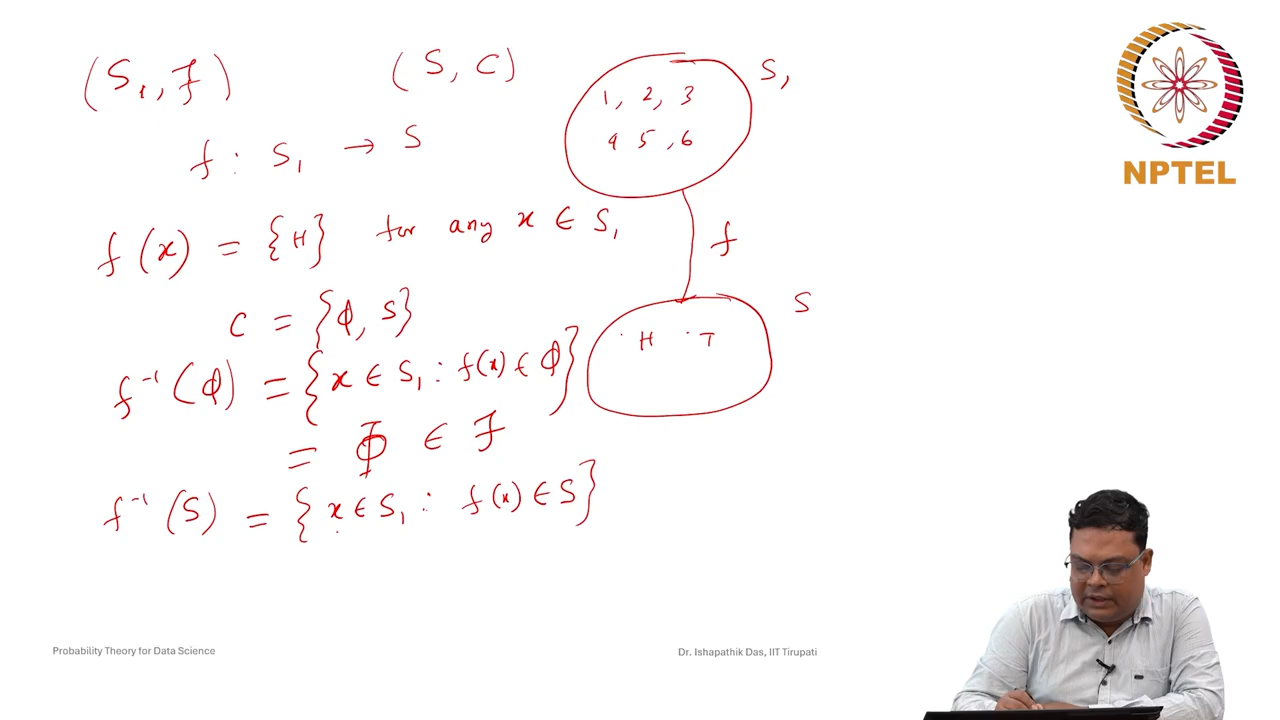 (S₁, F) (S, C)
S₁
1, 2, 3
4 5, 6
f : S₁ → S
f(x) = {H} for any x ∈ S₁
f
C = {ϕ, S}
S
H T
f⁻¹(ϕ) = {x ∈ S₁ : f(x) ∈ ϕ}
= Φ ∈ F
f⁻¹(S) = {x ∈ S₁ : f(x) ∈ S}
NPTEL
Probability Theory for Data Science
Dr. Ishapathik Das, IIT Tirupati